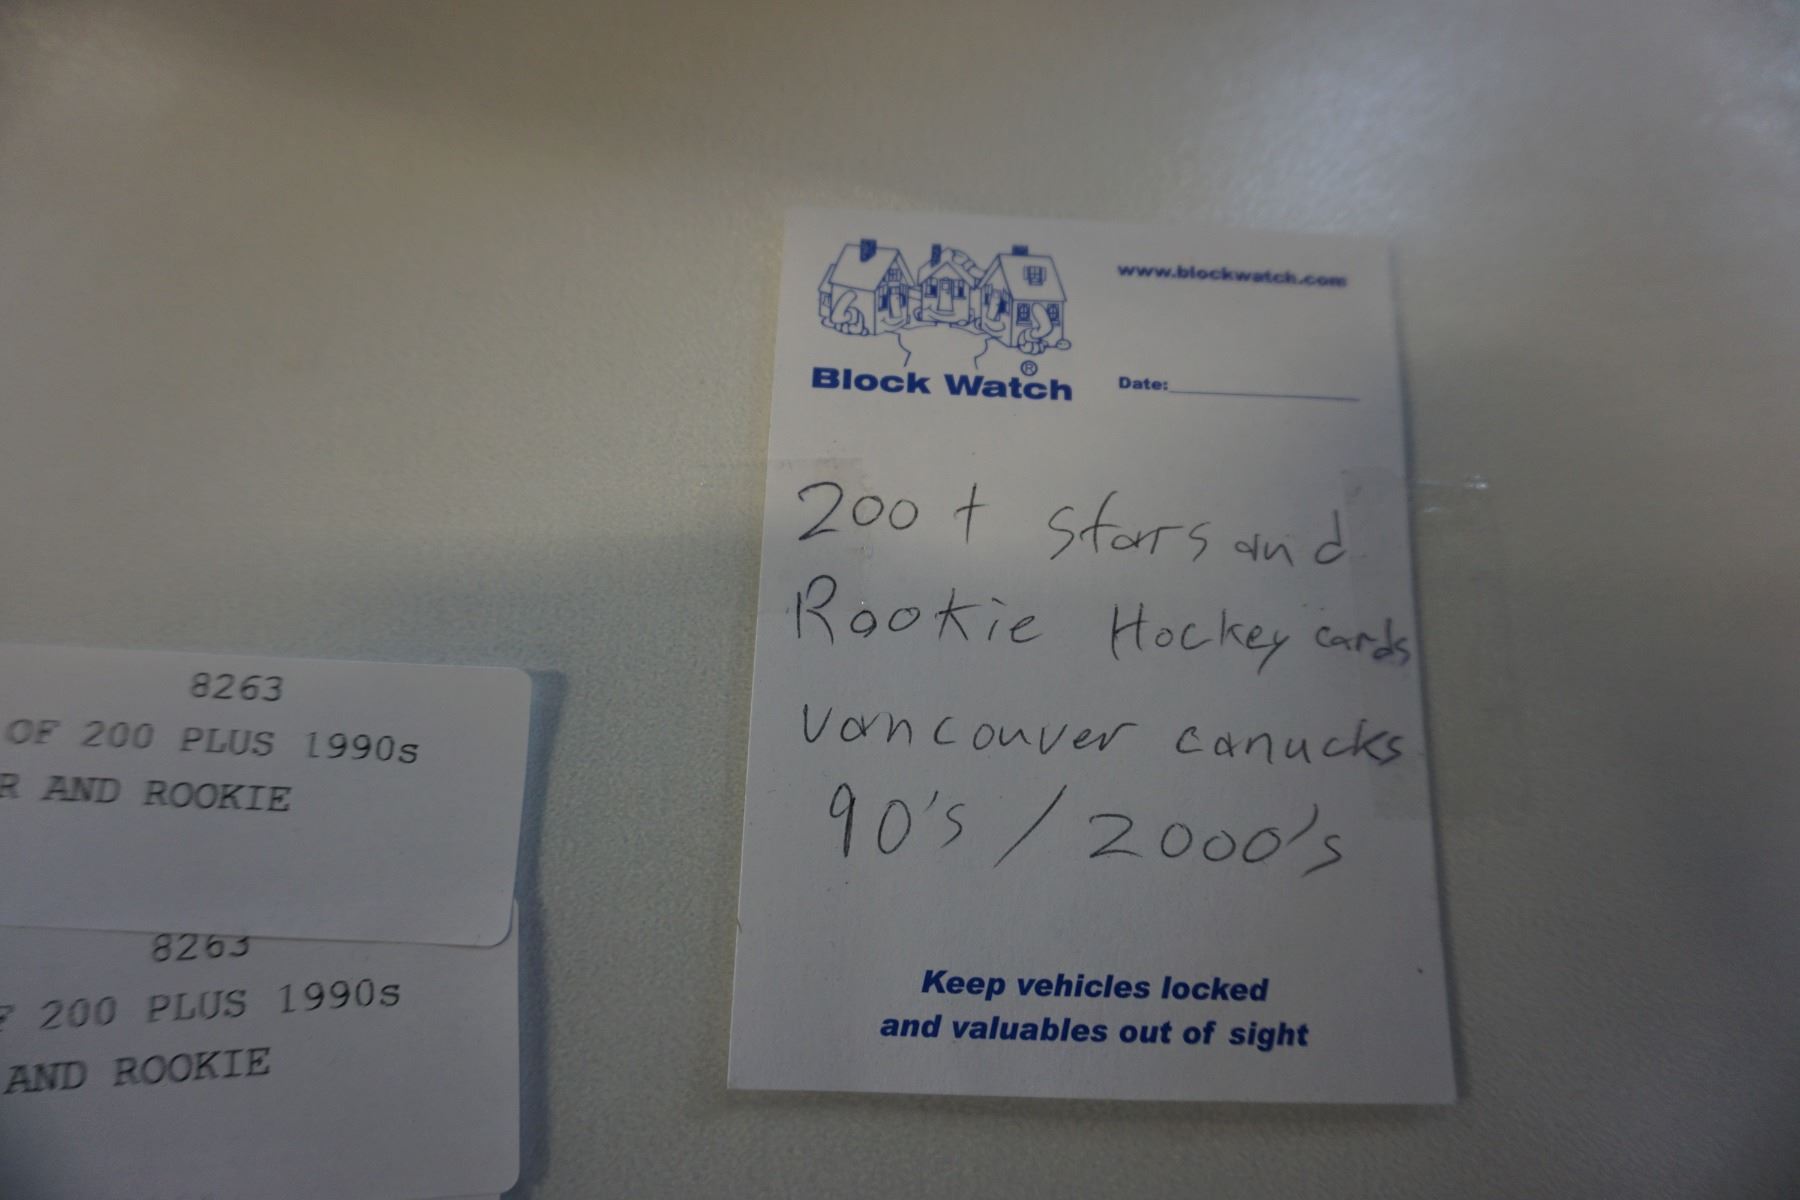 www.blockwatch.com
Block Watch ®
Date:
200 + stars and
Rookie Hockey cards
vancouver canucks
90's / 2000's
Keep vehicles locked
and valuables out of sight
8263
OF 200 PLUS 1990s
R AND ROOKIE
8263
200 PLUS 1990s
AND ROOKIE